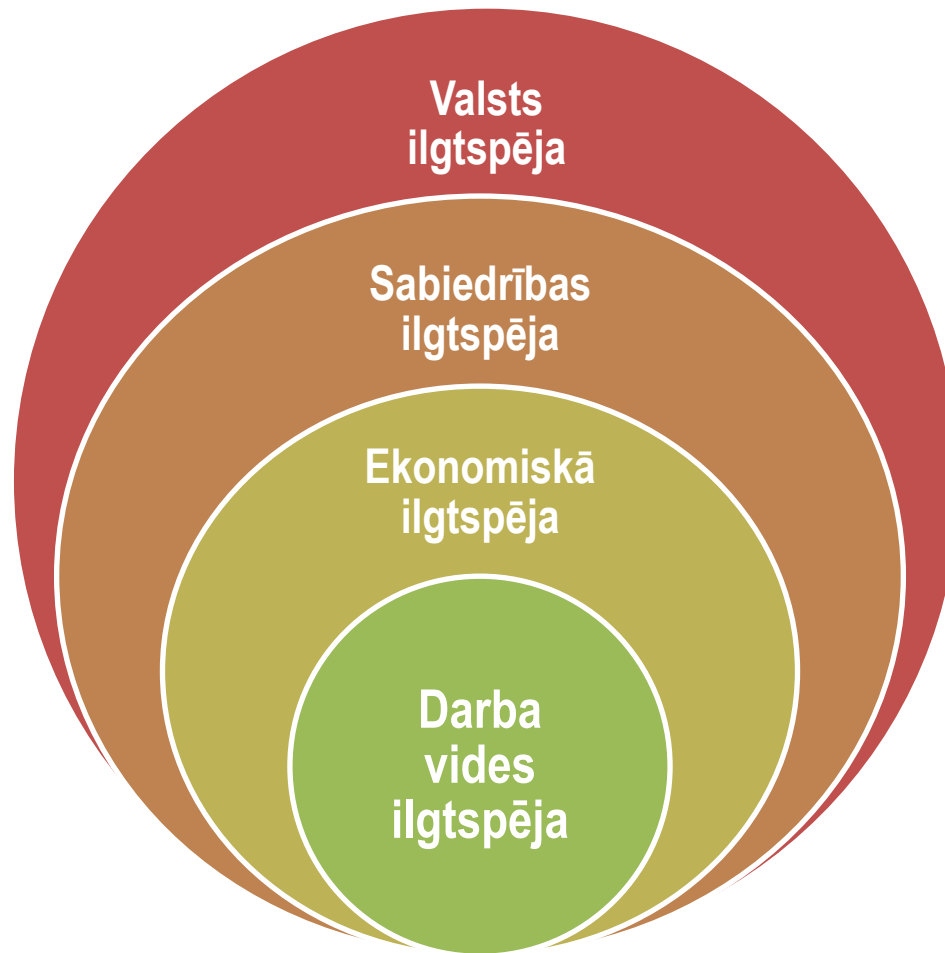 Valsts
ilgtspēja
Sabiedrības
ilgtspēja
Ekonomiskā
ilgtspēja
Darba
vides
ilgtspēja